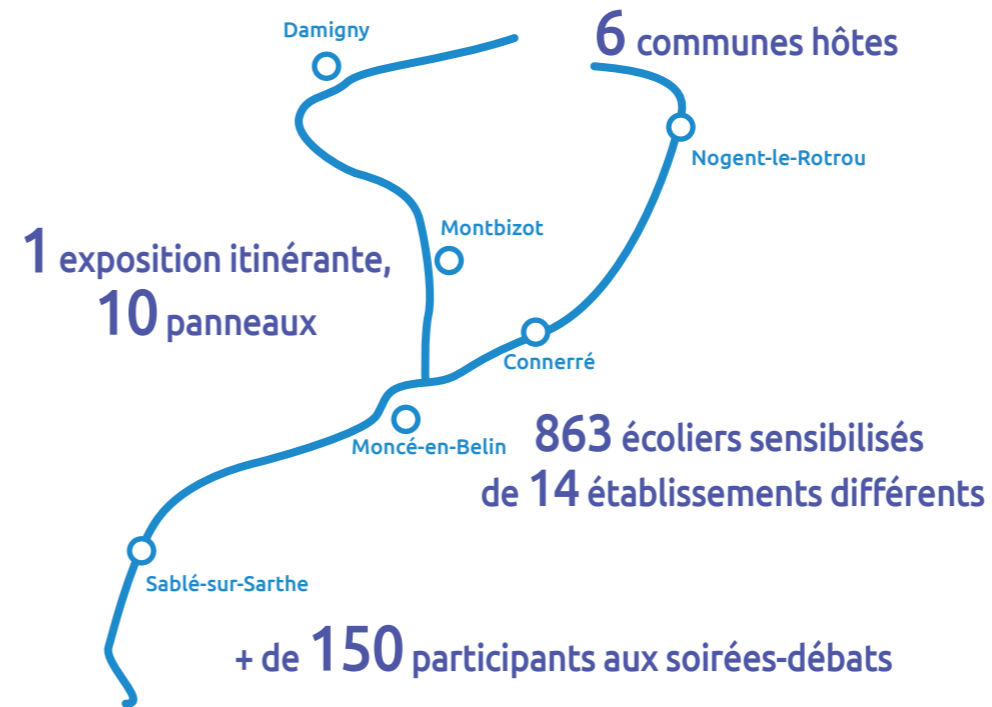 Damigny
6 communes hôtes
Nogent-le-Rotrou
Montbizot
1 exposition itinérante,
10 panneaux
Connerré
Moncé-en-Belin
863 écoliers sensibilisés
de 14 établissements différents
Sablé-sur-Sarthe
+ de 150 participants aux soirées-débats